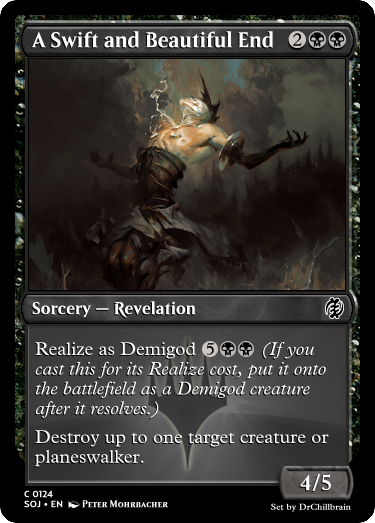 A Swift and Beautiful End 2
Sorcery — Revelation
Realize as Demigod 5 (If you
cast this for its Realize cost, put it onto
the battlefield as a Demigod creature
after it resolves.)
Destroy up to one target creature or
planeswalker.
4/5
C 0124
SOJ • EN Peter Mohrbacher
Set by DrChillbrain